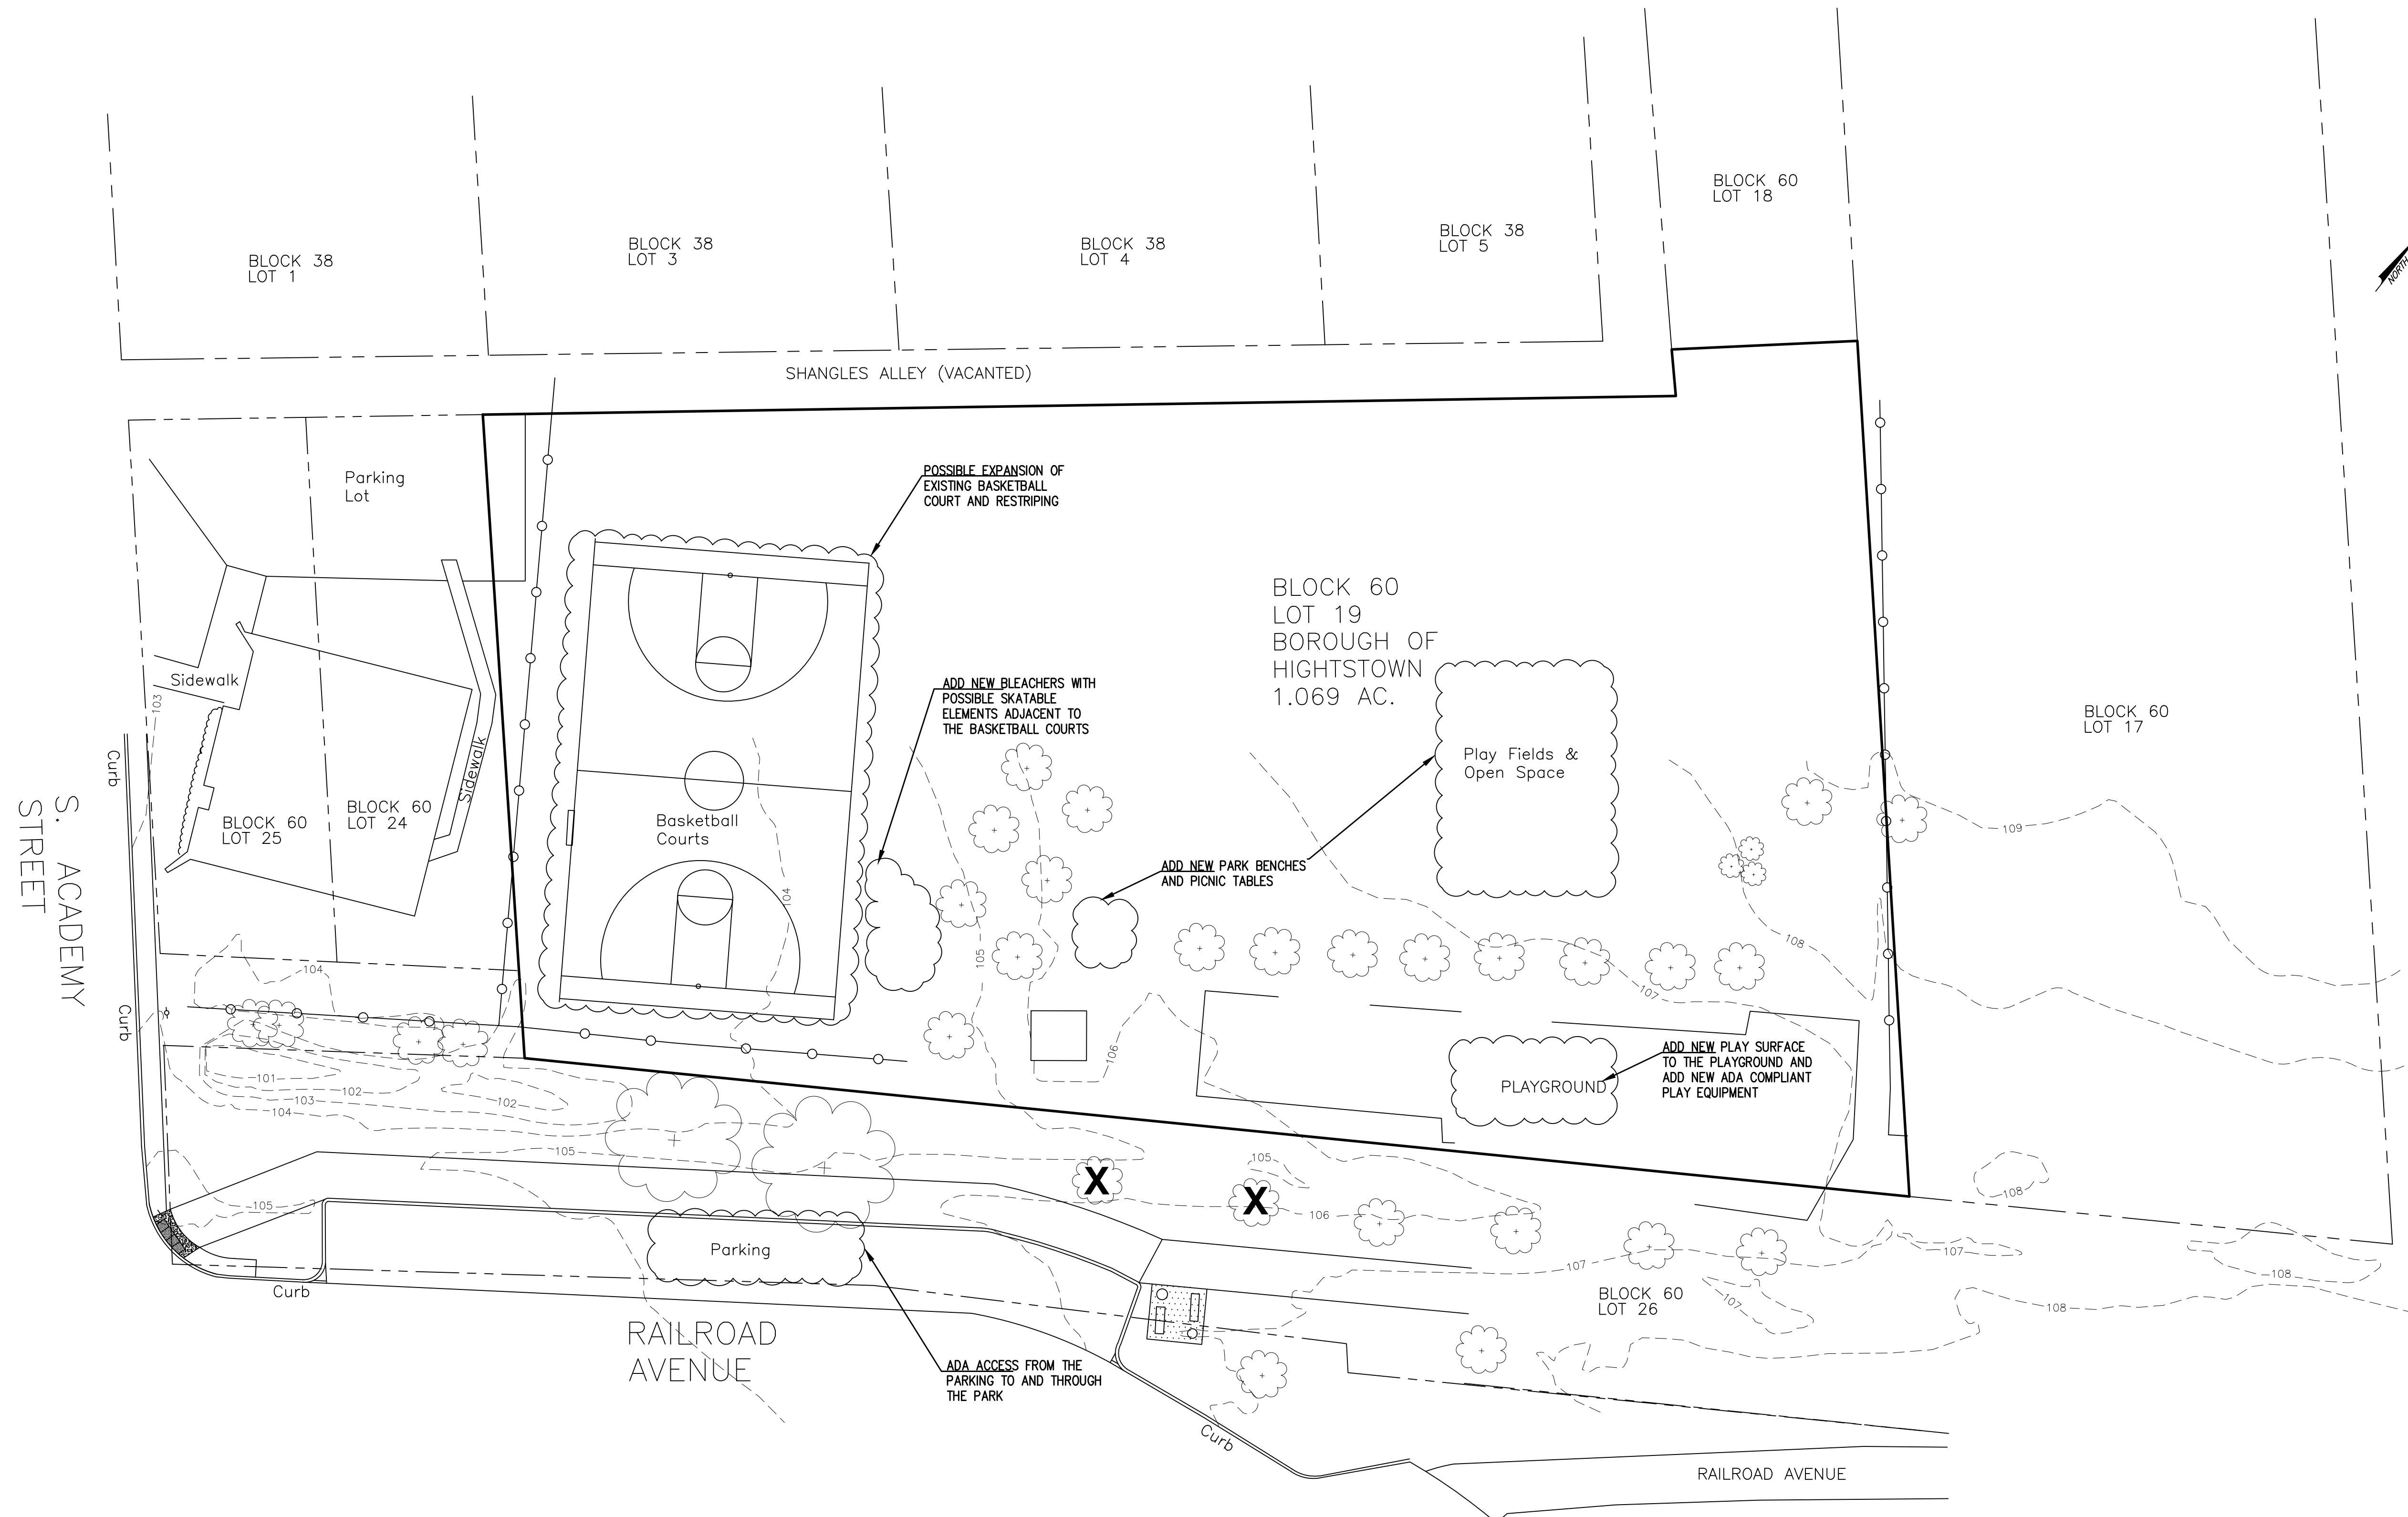 BLOCK 60
LOT 18
BLOCK 38
LOT 1
BLOCK 38
LOT 3
BLOCK 38
LOT 4
BLOCK 38
LOT 5
NORTH
SHANGLES ALLEY (VACANTED)
Parking
Lot
POSSIBLE EXPANSION OF
EXISTING BASKETBALL
COURT AND RESTRIPING
BLOCK 60
LOT 19
BOROUGH OF
HIGHTSTOWN
1.069 AC.
Sidewalk
103
ADD NEW BLEACHERS WITH
POSSIBLE SKATABLE
ELEMENTS ADJACENT TO
THE BASKETBALL COURTS
BLOCK 60
LOT 17
Curb
Sidewalk
Play Fields &
Open Space
S. ACADEMY
STREET
BLOCK 60
LOT 25
BLOCK 60
LOT 24
Basketball
Courts
109
104
ADD NEW PARK BENCHES
AND PICNIC TABLES
108
105
104
107
Curb
106
ADD NEW PLAY SURFACE
TO THE PLAYGROUND AND
ADD NEW ADA COMPLIANT
PLAY EQUIPMENT
PLAYGROUND
101
102
103
102
104
105
105
X
X
108
105
106
Parking
107
107
108
Curb
BLOCK 60
LOT 26
107
108
RAILROAD
AVENUE
ADA ACCESS FROM THE
PARKING TO AND THROUGH
THE PARK
Curb
RAILROAD AVENUE